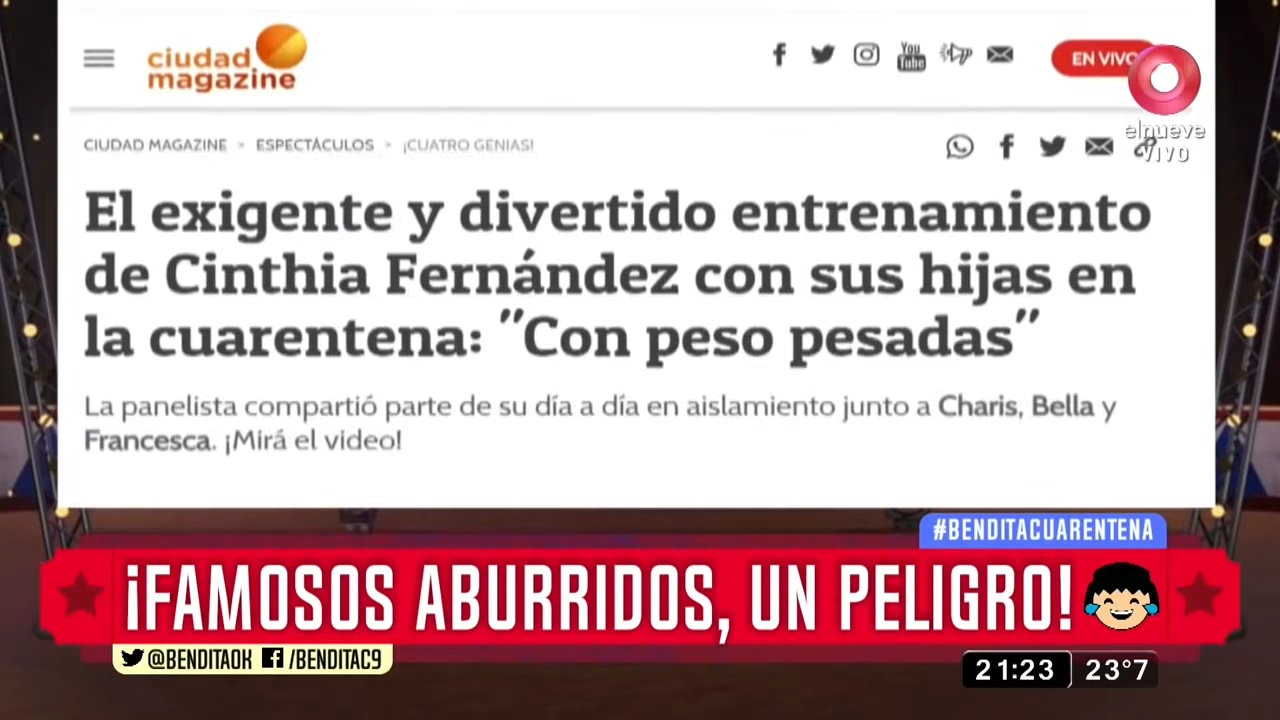 ciudad
magazine
You
Tube
EN VIVO
elnueve
VIVO
CIUDAD MAGAZINE > ESPECTÁCULOS > ¡CUATRO GENIAS!
El exigente y divertido entrenamiento
de Cinthia Fernández con sus hijas en
la cuarentena: "Con peso pesadas"
La panelista compartió parte de su día a día en aislamiento junto a Charis, Bella y
Francesca. ¡Mirá el video!
#BENDITACUARENTENA
¡FAMOSOS ABURRIDOS, UN PELIGRO!
@BENDITAOK /BENDITAC9
21:23 23°7